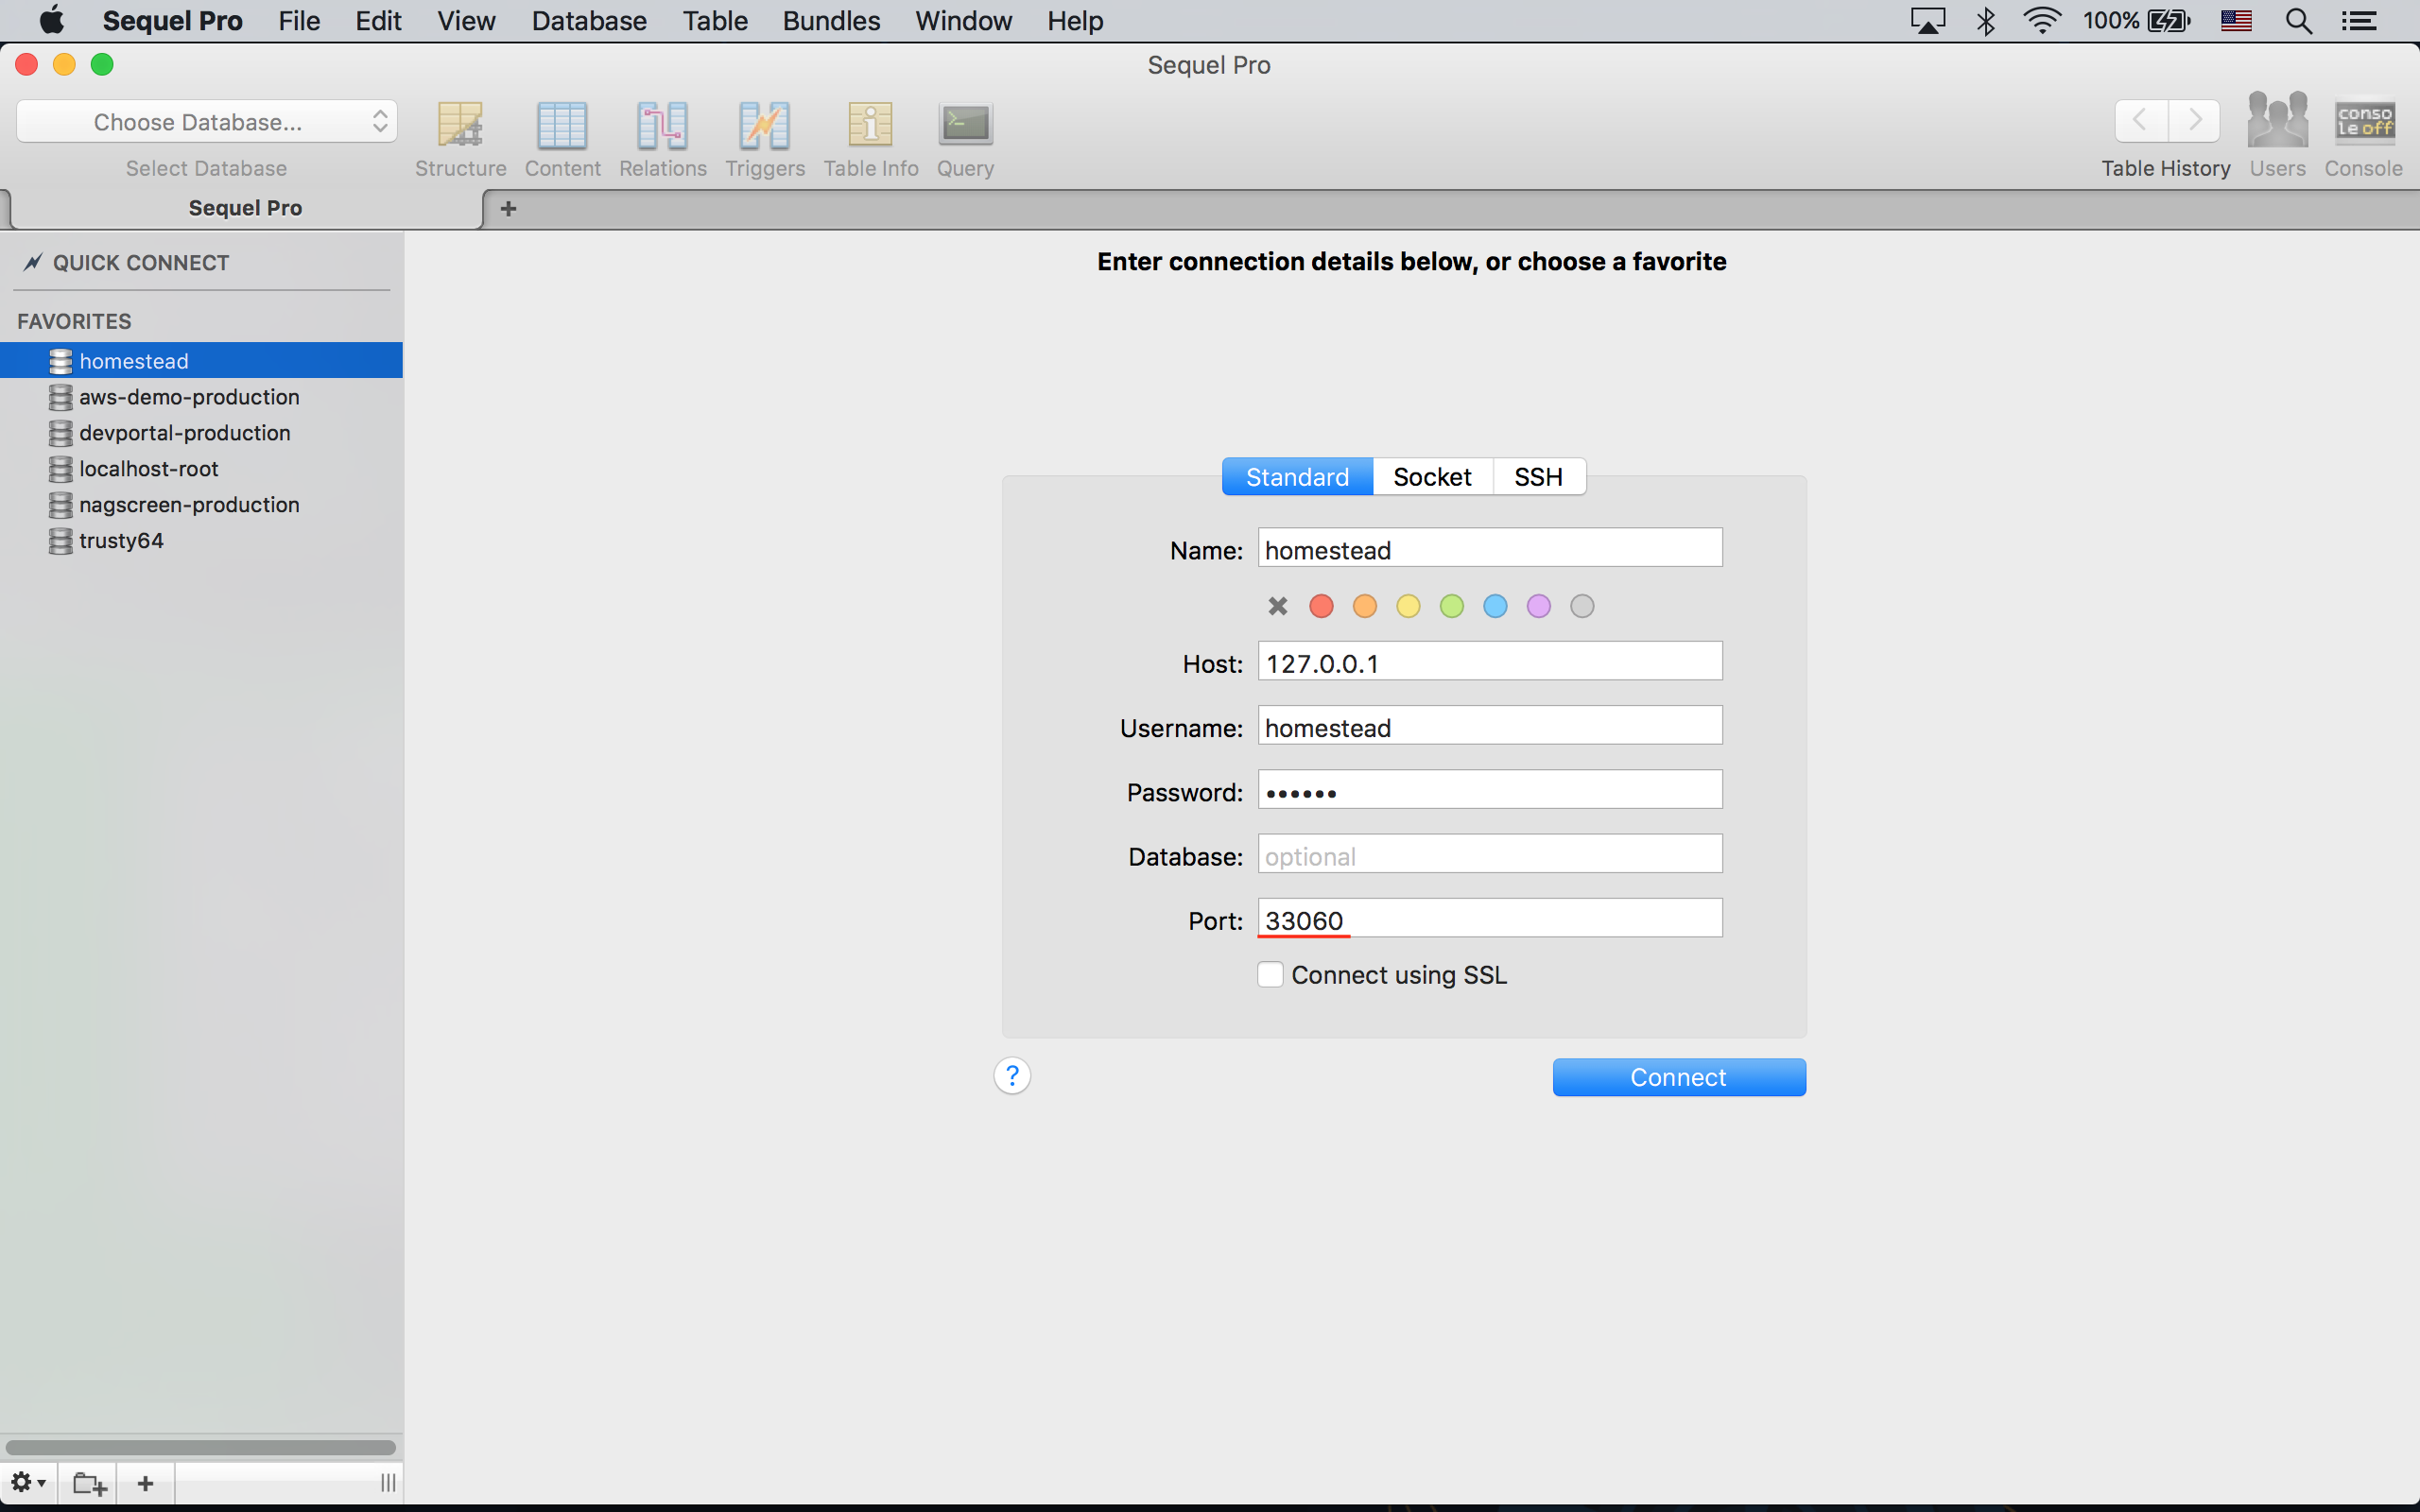 Sequel Pro File Edit View Database Table Bundles Window Help 100%
Sequel Pro
Choose Database...
Select Database Structure Content Relations Triggers Table Info Query Table History Users Console
conso
le off
Sequel Pro +
QUICK CONNECT
FAVORITES
homestead
aws-demo-production
devportal-production
localhost-root
nagscreen-production
trusty64
Enter connection details below, or choose a favorite
Standard Socket SSH
Name: homestead
Host: 127.0.0.1
Username: homestead
Password: ••••••
Database: optional
Port: 33060
Connect using SSL
? Connect